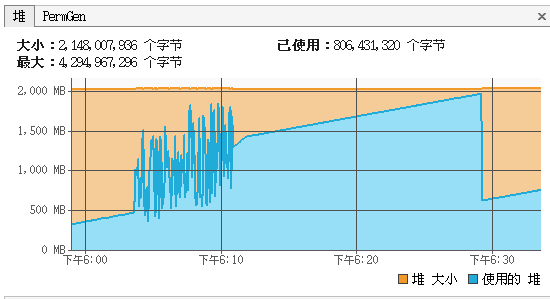 堆 PermGen ×
大小：2,148,007,936 个字节 已使用：806,431,320 个字节
最大：4,294,967,296 个字节
2,000 MB
1,500 MB
1,000 MB
500 MB
0 MB
下午6:00 下午6:10 下午6:20 下午6:30
堆 大小 使用的 堆